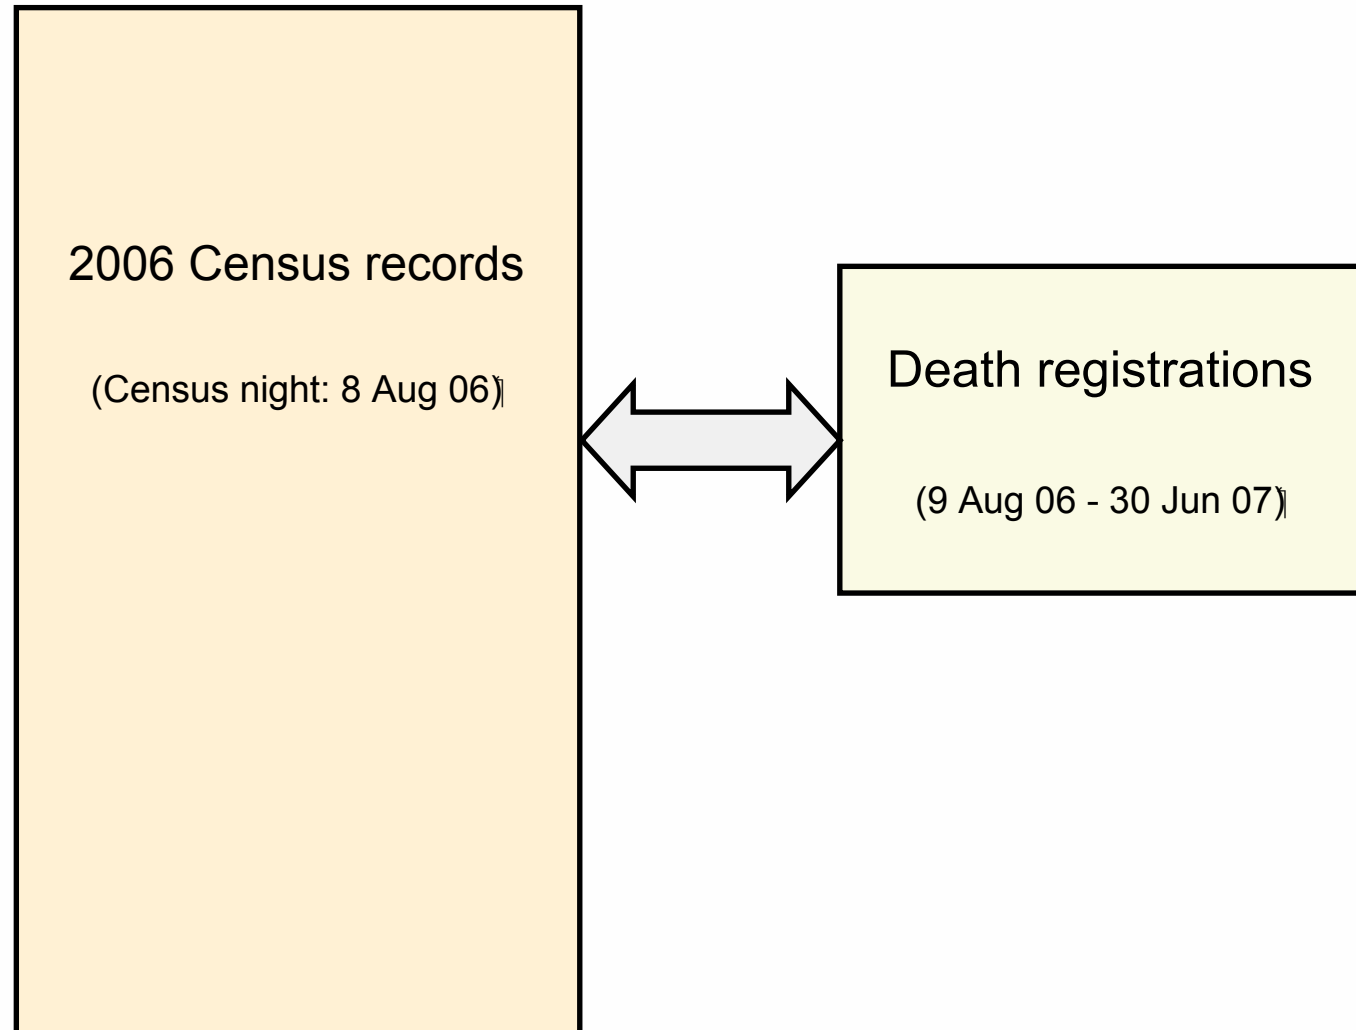 2006 Census records
(Census night: 8 Aug 06)
Death registrations
(9 Aug 06 - 30 Jun 07)